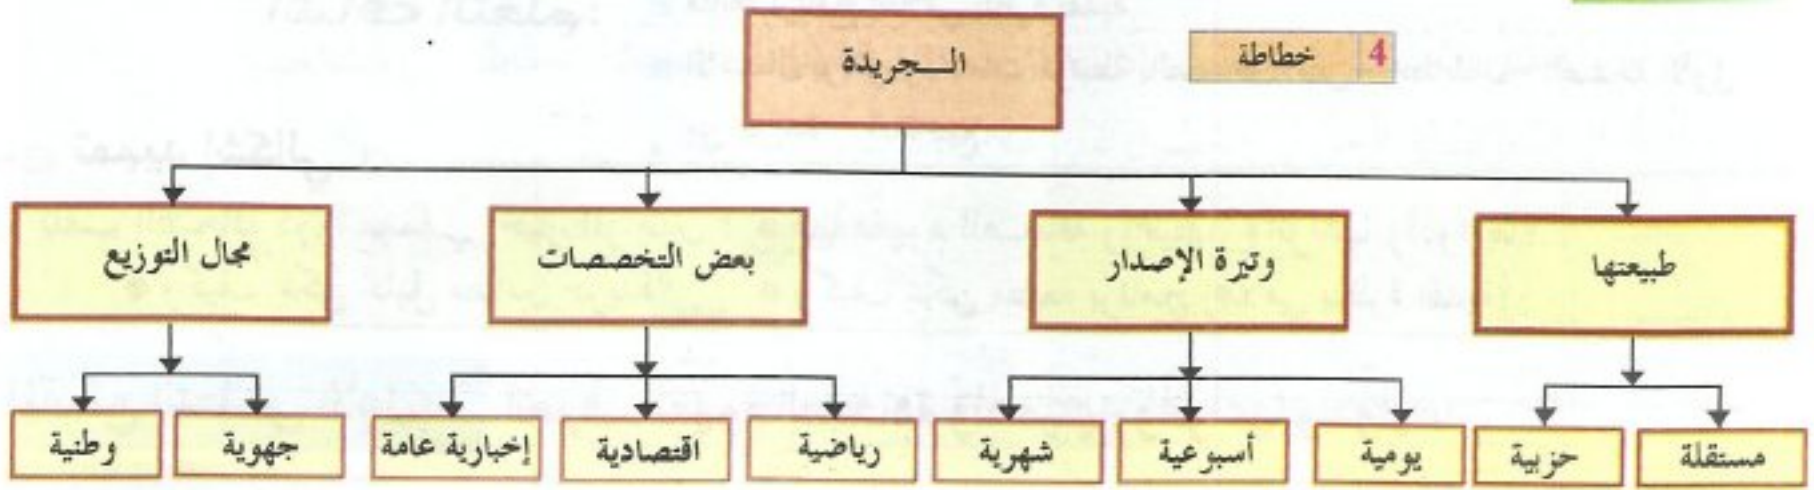 4 خطاطة
الـــجريدة
طبيعتها
وتيرة الإصدار
بعض التخصصات
مجال التوزيع
مستقلة
حزبية
يومية
أسبوعية
شهرية
رياضية
اقتصادية
إخبارية عامة
جهوية
وطنية